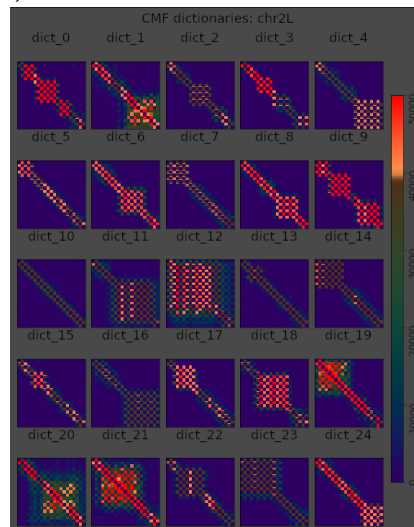 CMF dictionaries: chr2L
dict_0 dict_1 dict_2 dict_3 dict_4
dict_5 dict_6 dict_7 dict_8 dict_9
dict_10 dict_11 dict_12 dict_13 dict_14
dict_15 dict_16 dict_17 dict_18 dict_19
dict_20 dict_21 dict_22 dict_23 dict_24